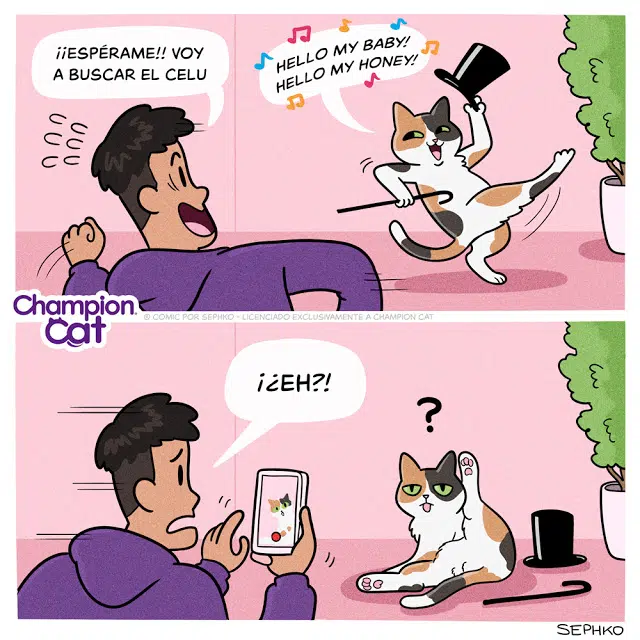 ¡¡ESPÉRAME!! VOY
A BUSCAR EL CELU
HELLO MY BABY!
HELLO MY HONEY!
Champion®
Cat
© COMIC POR SEPHKO - LICENCIADO EXCLUSIVAMENTE A CHAMPION CAT
¡¿EH?!
?
SEPHKO